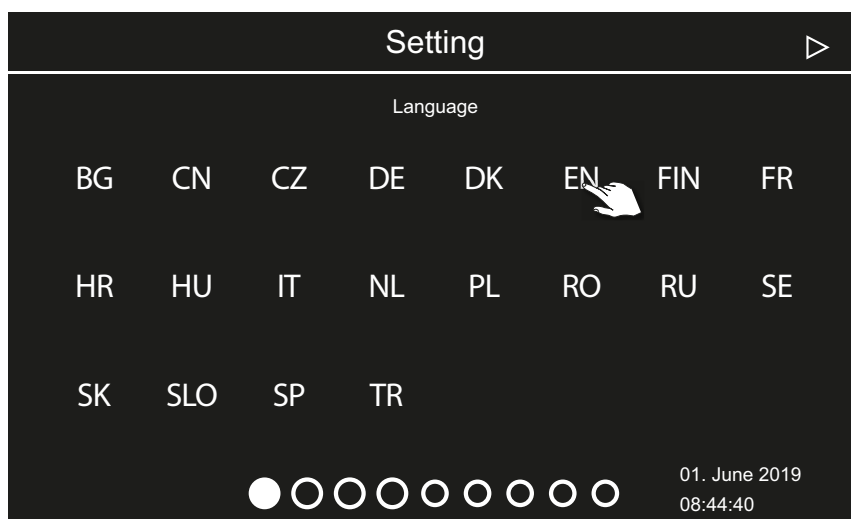 Setting
Language
BG CN CZ DE DK EN FIN FR
HR HU IT NL PL RO RU SE
SK SLO SP TR
01. June 2019
08:44:40